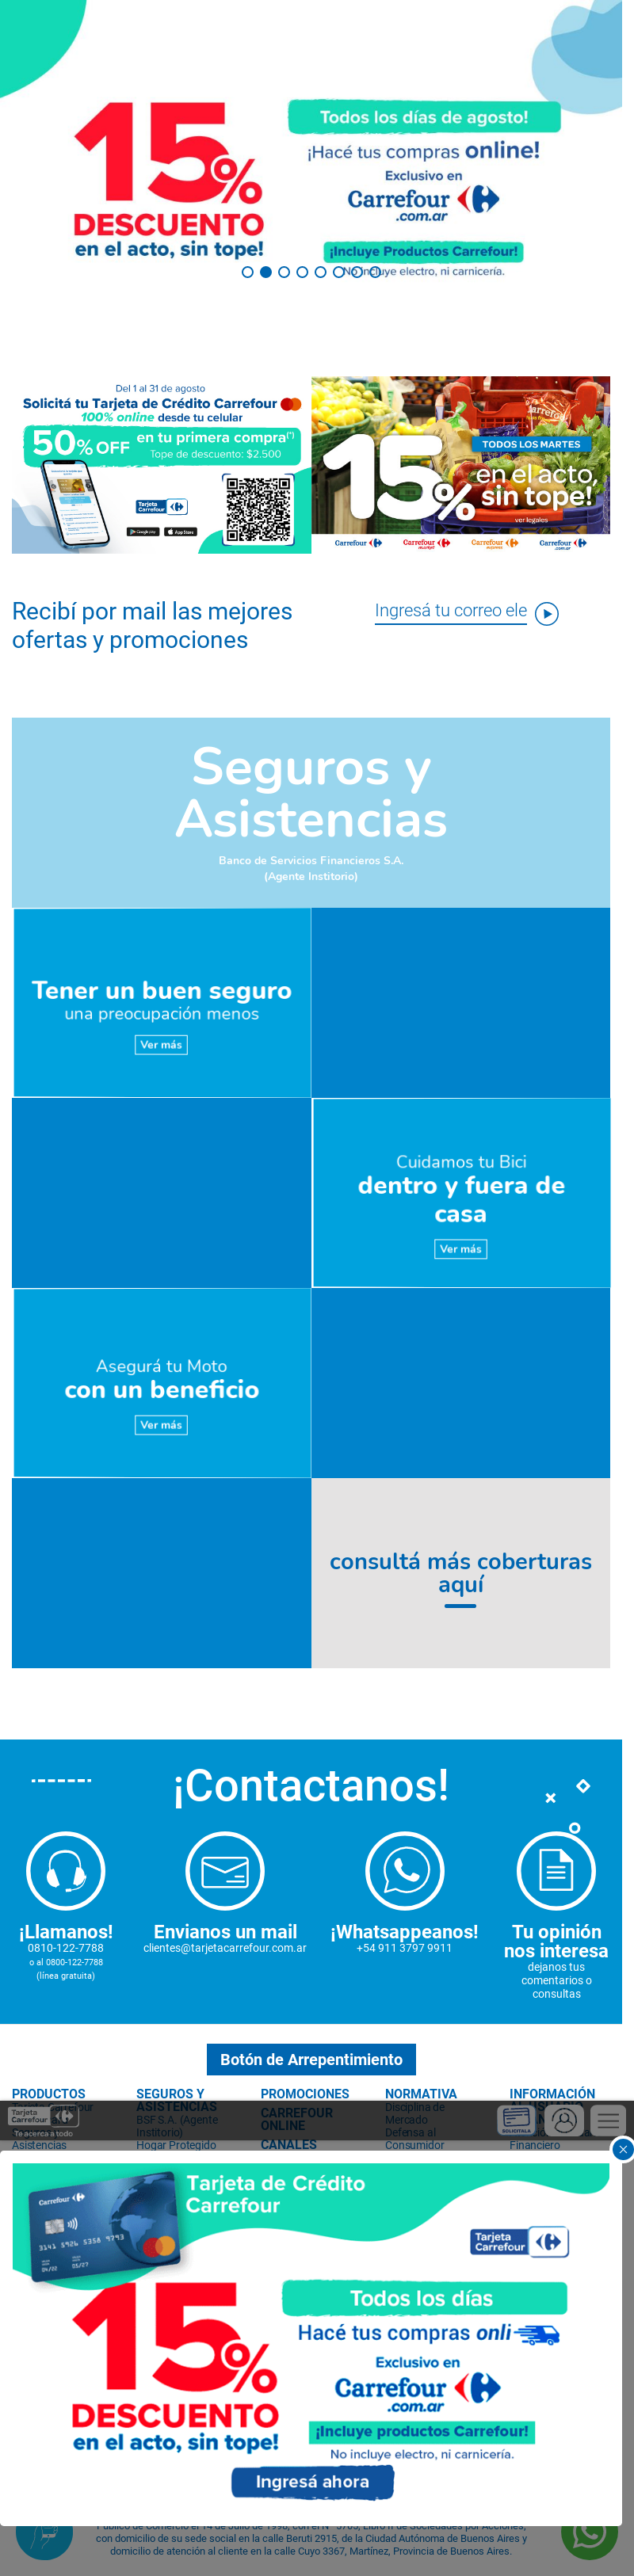 15%
DESCUENTO
en el acto, sin tope!
Todos los días de agosto!
¡Hacé tus compras online!
Exclusivo en
Carrefour
.com.ar
¡Incluye Productos Carrefour!
No incluye electro, ni carnicería.
Del 1 al 31 de agosto
Solicitá tu Tarjeta de Crédito Carrefour
100% online desde tu celular
50% OFF
en tu primera compra(*)
Tope de descuento: $2.500
Tarjeta
Carrefour
Google play
App Store
TODOS LOS MARTES
15%
en el acto,
sin tope!
ver legales
Carrefour
Carrefour market
Carrefour express
Carrefour .com.ar
Recibí por mail las mejores
ofertas y promociones
Ingresá tu correo ele
Seguros y
Asistencias
Banco de Servicios Financieros S.A.
(Agente Institorio)
Tener un buen seguro
una preocupación menos
Ver más
Cuidamos tu Bici
dentro y fuera de
casa
Ver más
Asegurá tu Moto
con un beneficio
Ver más
consultá más coberturas
aquí
¡Contactanos!
¡Llamanos!
0810-122-7788
o al 0800-122-7788
(línea gratuita)
Envianos un mail
clientes@tarjetacarrefour.com.ar
¡Whatsappeanos!
+54 911 3797 9911
Tu opinión
nos interesa
dejanos tus
comentarios o
consultas
Botón de Arrepentimiento
PRODUCTOS
Asistencias
SEGUROS Y
ASISTENCIAS
BSF S.A. (Agente
Institorio)
Hogar Protegido
PROMOCIONES
CARREFOUR
ONLINE
CANALES
NORMATIVA
Disciplina de
Mercado
Defensa al
Consumidor
INFORMACIÓN
Financiero
Tarjeta
Carrefour
Te acerca a todo
SOLICITALA
Tarjeta de Crédito
Carrefour
Carrefour
3141 5926 5358 9793
Tarjeta
Carrefour
15%
DESCUENTO
en el acto, sin tope!
Todos los días
Hacé tus compras onli
Exclusivo en
Carrefour
.com.ar
¡Incluye productos Carrefour!
No incluye electro, ni carnicería.
Ingresá ahora
Público de Comercio el 14 de Julio de 1998, con el N° 5785, Libro II de Sociedades por Acciones,
con domicilio de su sede social en la calle Beruti 2915, de la Ciudad Autónoma de Buenos Aires y
domicilio de atención al cliente en la calle Cuyo 3367, Martínez, Provincia de Buenos Aires.